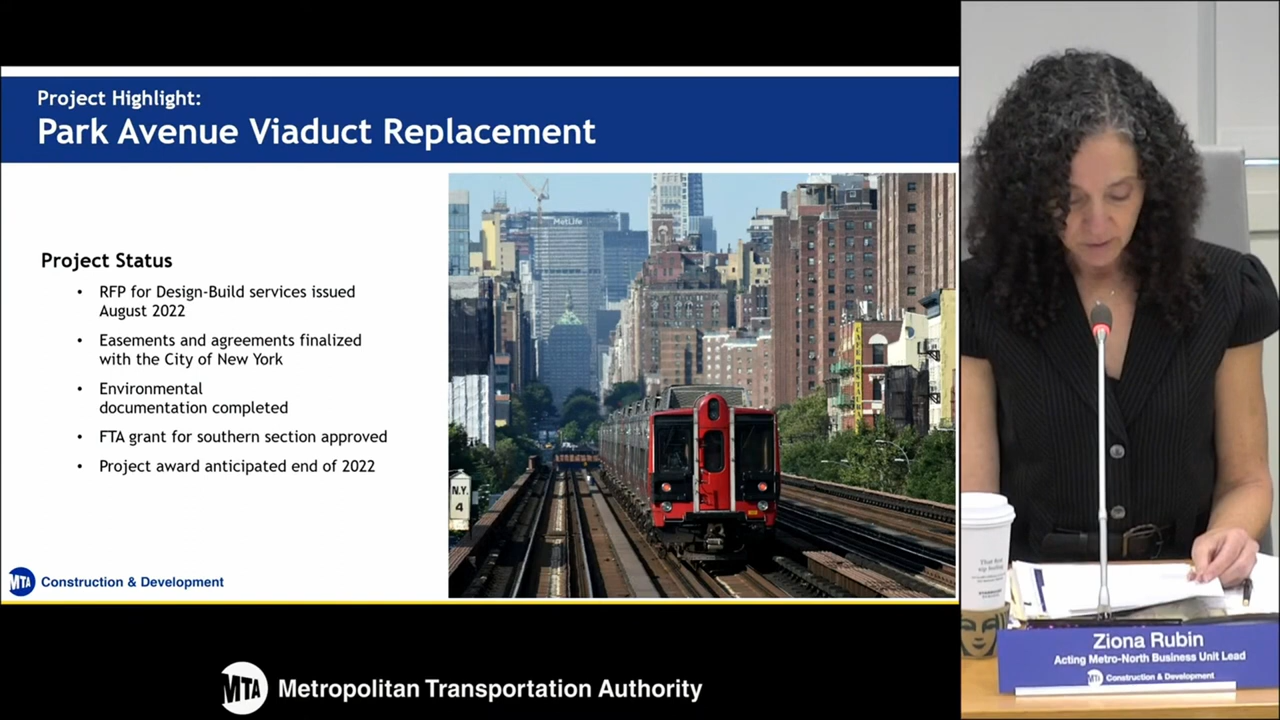 Project Highlight:
Park Avenue Viaduct Replacement
Project Status
• RFP for Design-Build services issued
August 2022
• Easements and agreements finalized
with the City of New York
• Environmental
documentation completed
• FTA grant for southern section approved
• Project award anticipated end of 2022
MetLife
N.Y.
4
MTA Construction & Development
MTA Metropolitan Transportation Authority
Ziona Rubin
Acting Metro-North Business Unit Lead
MTA Construction & Development